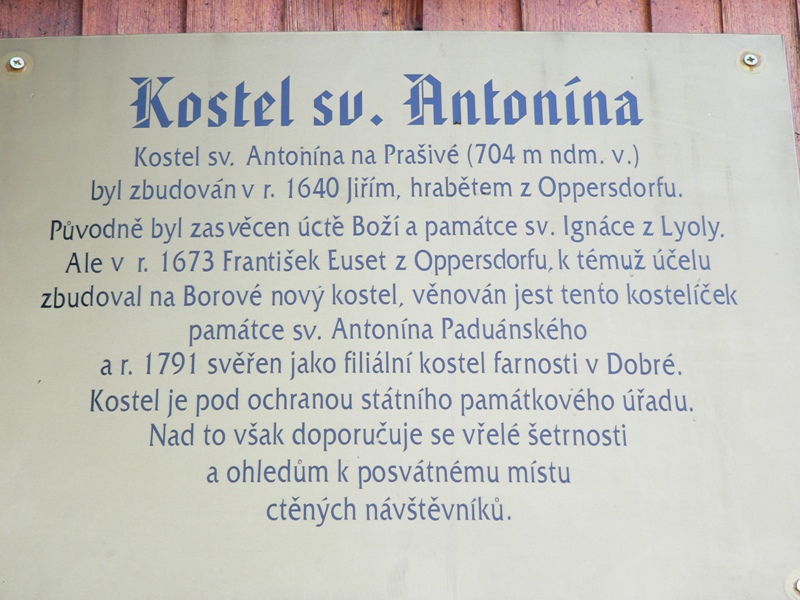 Kostel sv. Antonína
Kostel sv. Antonína na Prašivé (704 m ndm. v.)
byl zbudován v r. 1640 Jiřím, hrabětem z Oppersdorfu.
Původně byl zasvěcen úctě Boží a památce sv. Ignáce z Lyoly.
Ale v r. 1673 František Euset z Oppersdorfu, k témuž účelu
zbudoval na Borové nový kostel, věnován jest tento kostelíček
památce sv. Antonína Paduánského
a r. 1791 svěřen jako filiální kostel farnosti v Dobré.
Kostel je pod ochranou státního památkového úřadu.
Nad to však doporučuje se vřelé šetrnosti
a ohledům k posvátnému místu
ctěných návštěvníků.